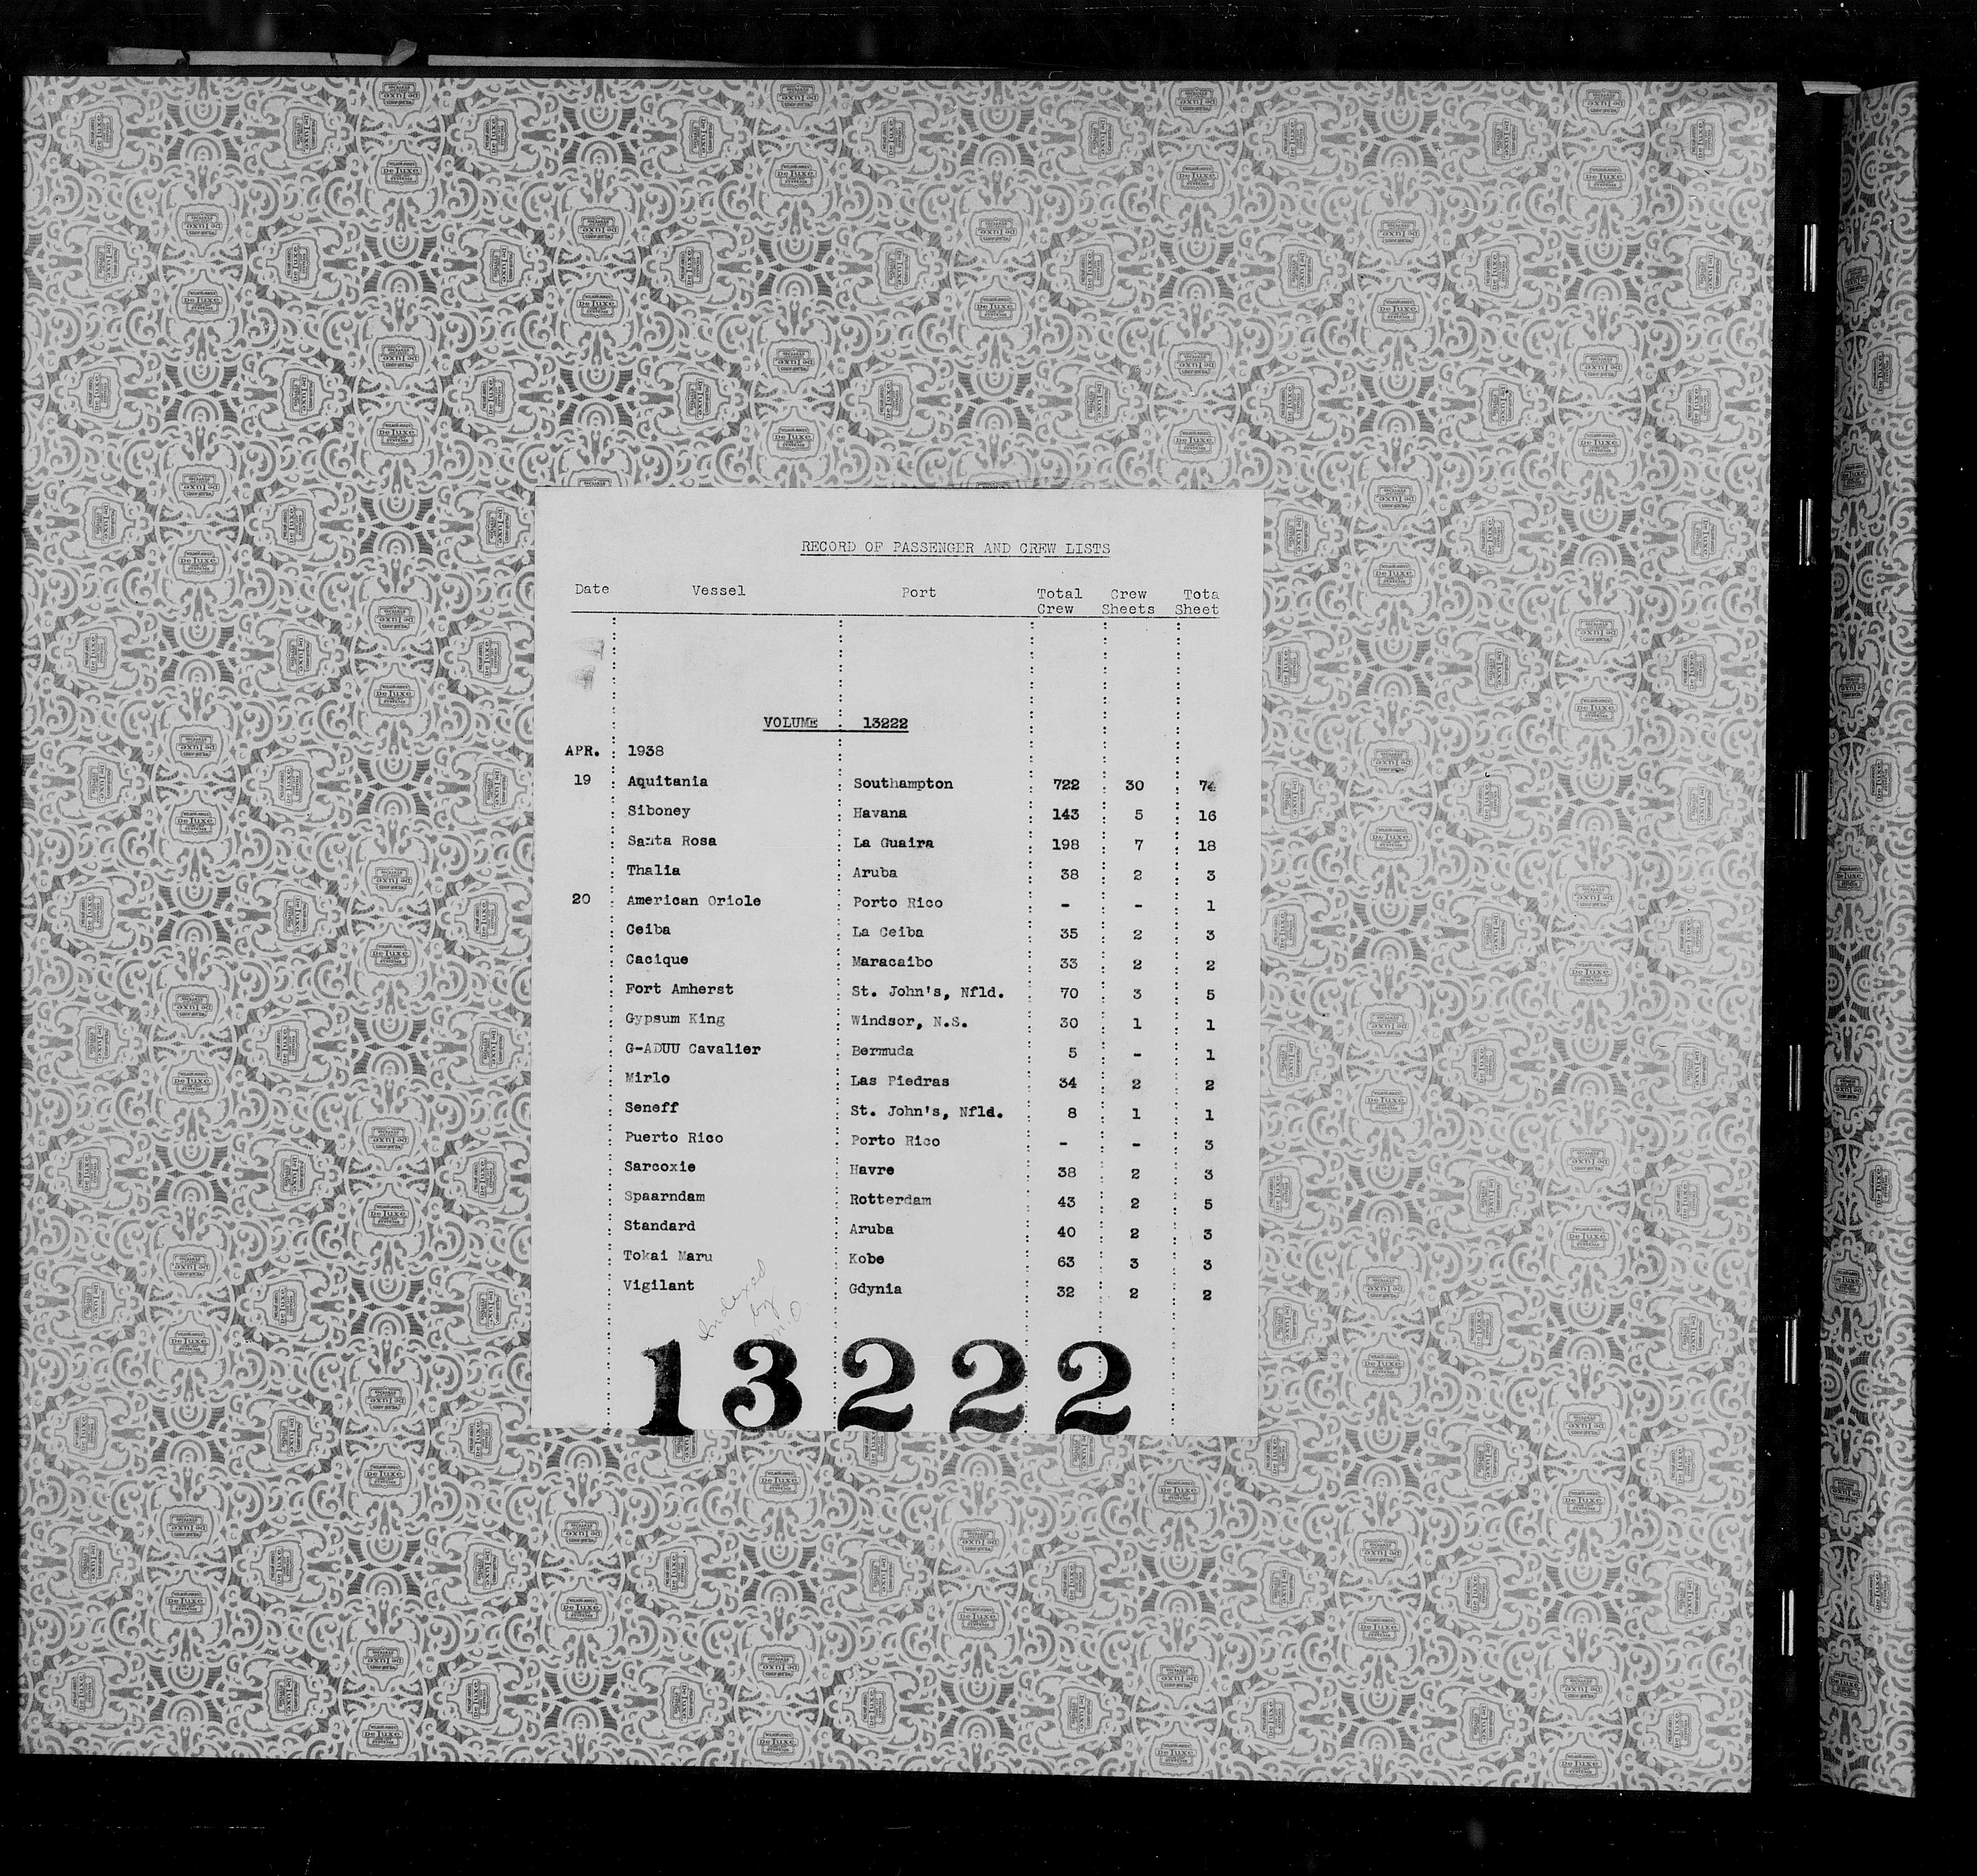 RECORD OF PASSENGER AND CREW LISTS
Date Vessel Port Total Crew Tota
Crew Sheets Sheet
VOLUME : 13222
APR. : 1938
19 : Aquitania : Southampton : 722 : 30 : 74
: Siboney : Havana : 143 : 5 : 16
: Santa Rosa : La Guaira : 198 : 7 : 18
: Thalia : Aruba : 38 : 2 : 3
20 : American Oriole : Porto Rico : - : - : 1
: Ceiba : La Ceiba : 35 : 2 : 3
: Cacique : Maracaibo : 33 : 2 : 2
: Fort Amherst : St. John's, Nfld. : 70 : 3 : 5
: Gypsum King : Windsor, N.S. : 30 : 1 : 1
: G-ADUU Cavalier : Bermuda : 5 : - : 1
: Mirlo : Las Piedras : 34 : 2 : 2
: Seneff : St. John's, Nfld. : 8 : 1 : 1
: Puerto Rico : Porto Rico : - : - : 3
: Sarcoxie : Havre : 38 : 2 : 3
: Spaarndam : Rotterdam : 43 : 2 : 5
: Standard : Aruba : 40 : 2 : 3
: Tokai Maru : Kobe : 63 : 3 : 3
: Vigilant : Gdynia : 32 : 2 : 2
Indexed
by
13222
De Luxe